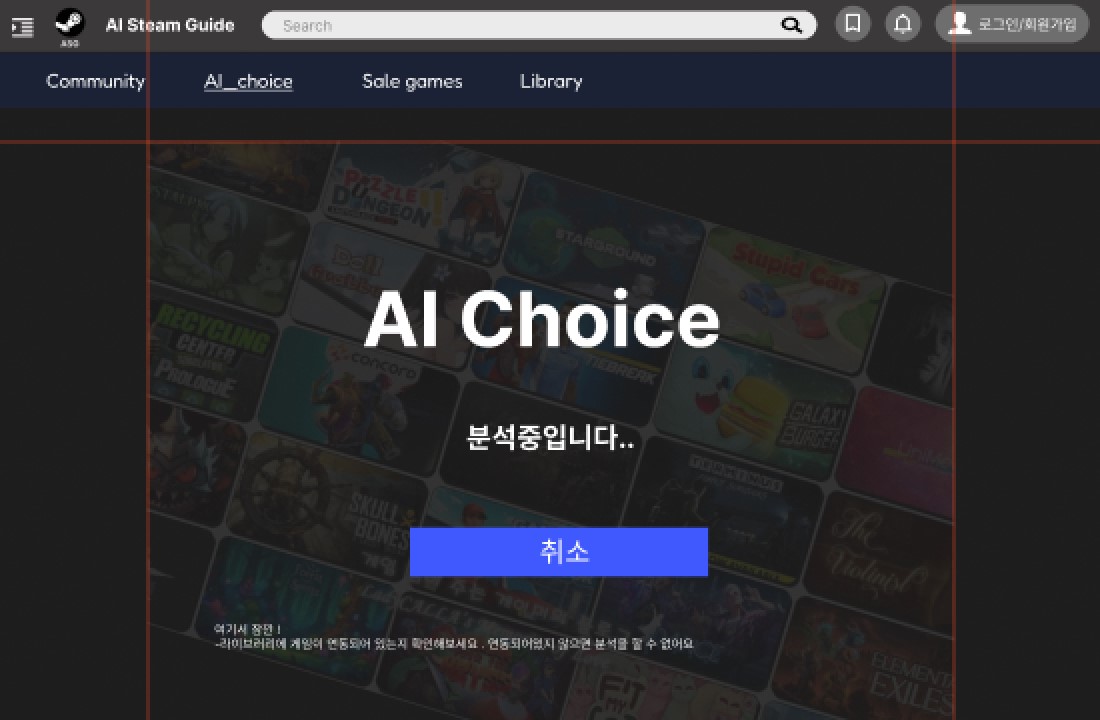 AI Steam Guide
ASG
Search
로그인/회원가입
Community
AI_choice
Sale games
Library
PUZZLE
DUNGEON
STARGROUND
Stupid Cars
Doll
RECYCLING
CENTER
PROLOGUE
concord
TIEBREAK
GALAXY
BURGER
AI Choice
분석중입니다..
TERMINUS
SKULL
BONES
The
Violinist
취소
여기서 잠깐 !
-라이브러리에 게임이 연동되어 있는지 확인해보세요 . 연동되어있지 않으면 분석을 할 수 없어요
ELEMENTAL
EXILES
FIT
MY